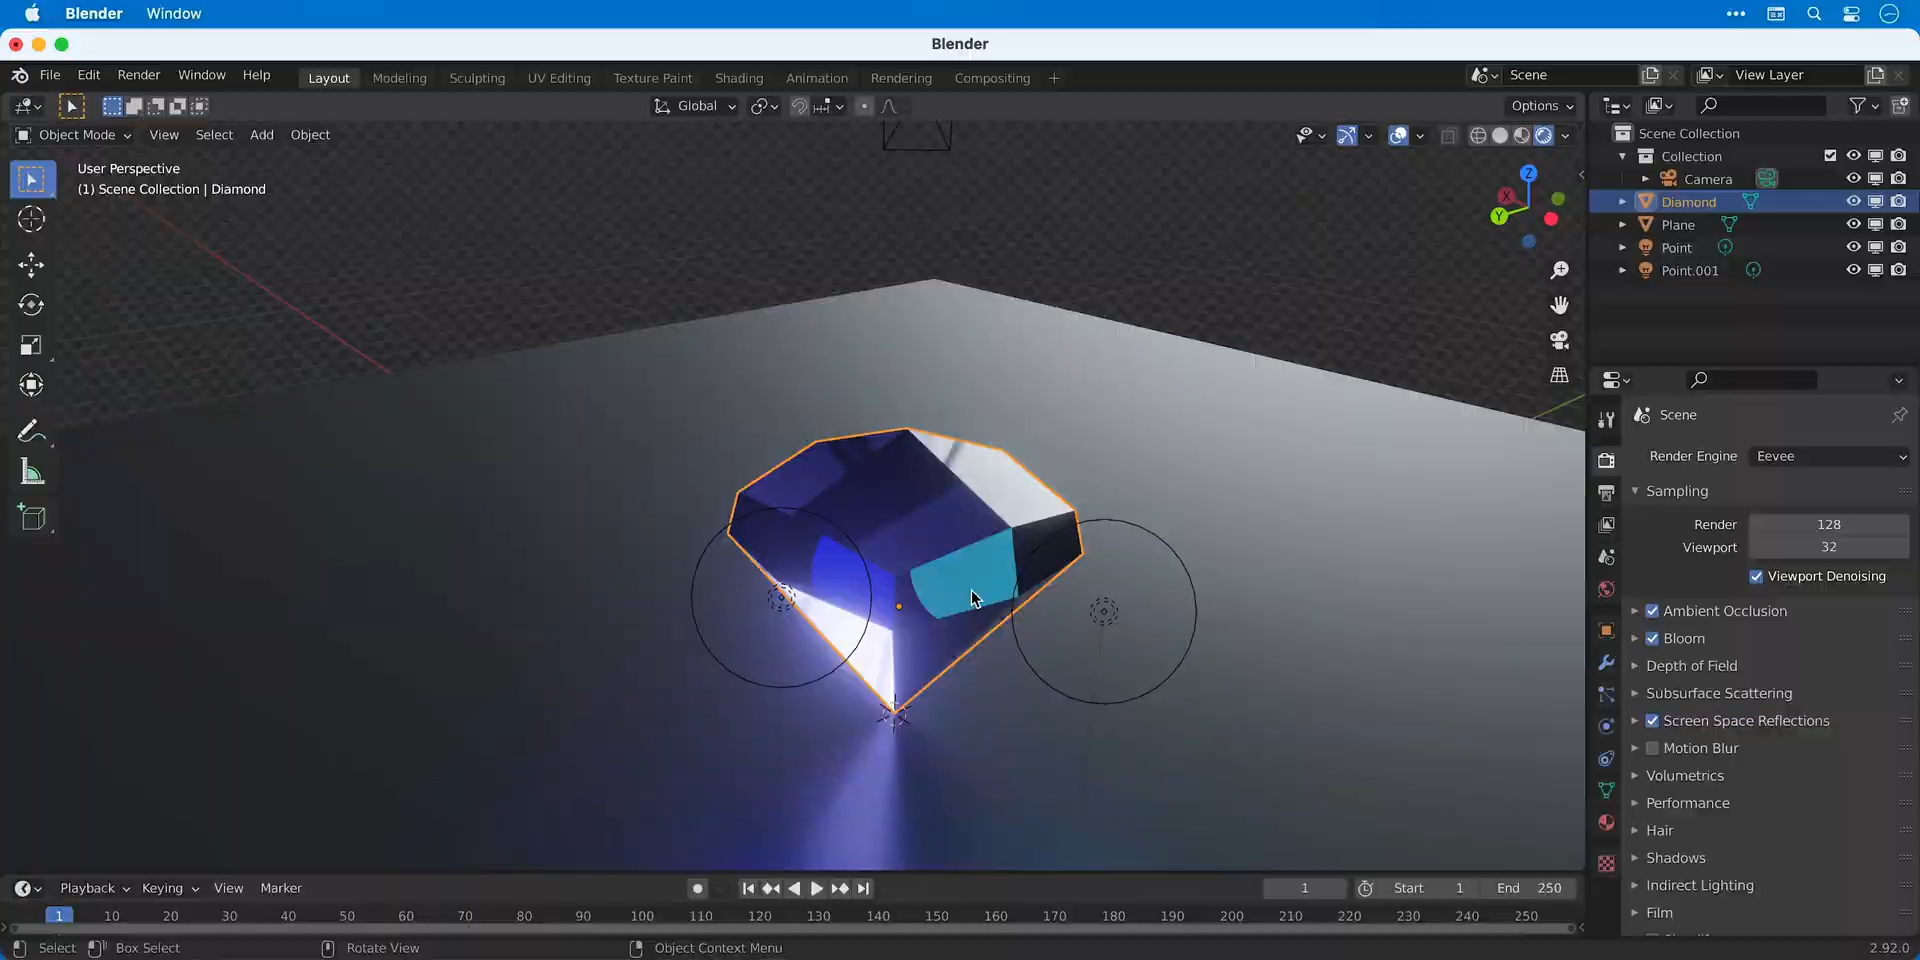 Blender Window
Blender
File Edit Render Window Help Layout Modeling Sculpting UV Editing Texture Paint Shading Animation Rendering Compositing + Scene View Layer
Global Options
Object Mode View Select Add Object
User Perspective
(1) Scene Collection | Diamond
Z
X
Y
Scene Collection
Collection
Camera
Diamond
Plane
Point
Point.001
Scene
Render Engine Eevee
Sampling
Render 128
Viewport 32
Viewport Denoising
Ambient Occlusion
Bloom
Depth of Field
Subsurface Scattering
Screen Space Reflections
Motion Blur
Volumetrics
Performance
Hair
Shadows
Indirect Lighting
Film
Playback Keying View Marker 1 Start 1 End 250
1 10 20 30 40 50 60 70 80 90 100 110 120 130 140 150 160 170 180 190 200 210 220 230 240 250
Select Box Select Rotate View Object Context Menu 2.92.0